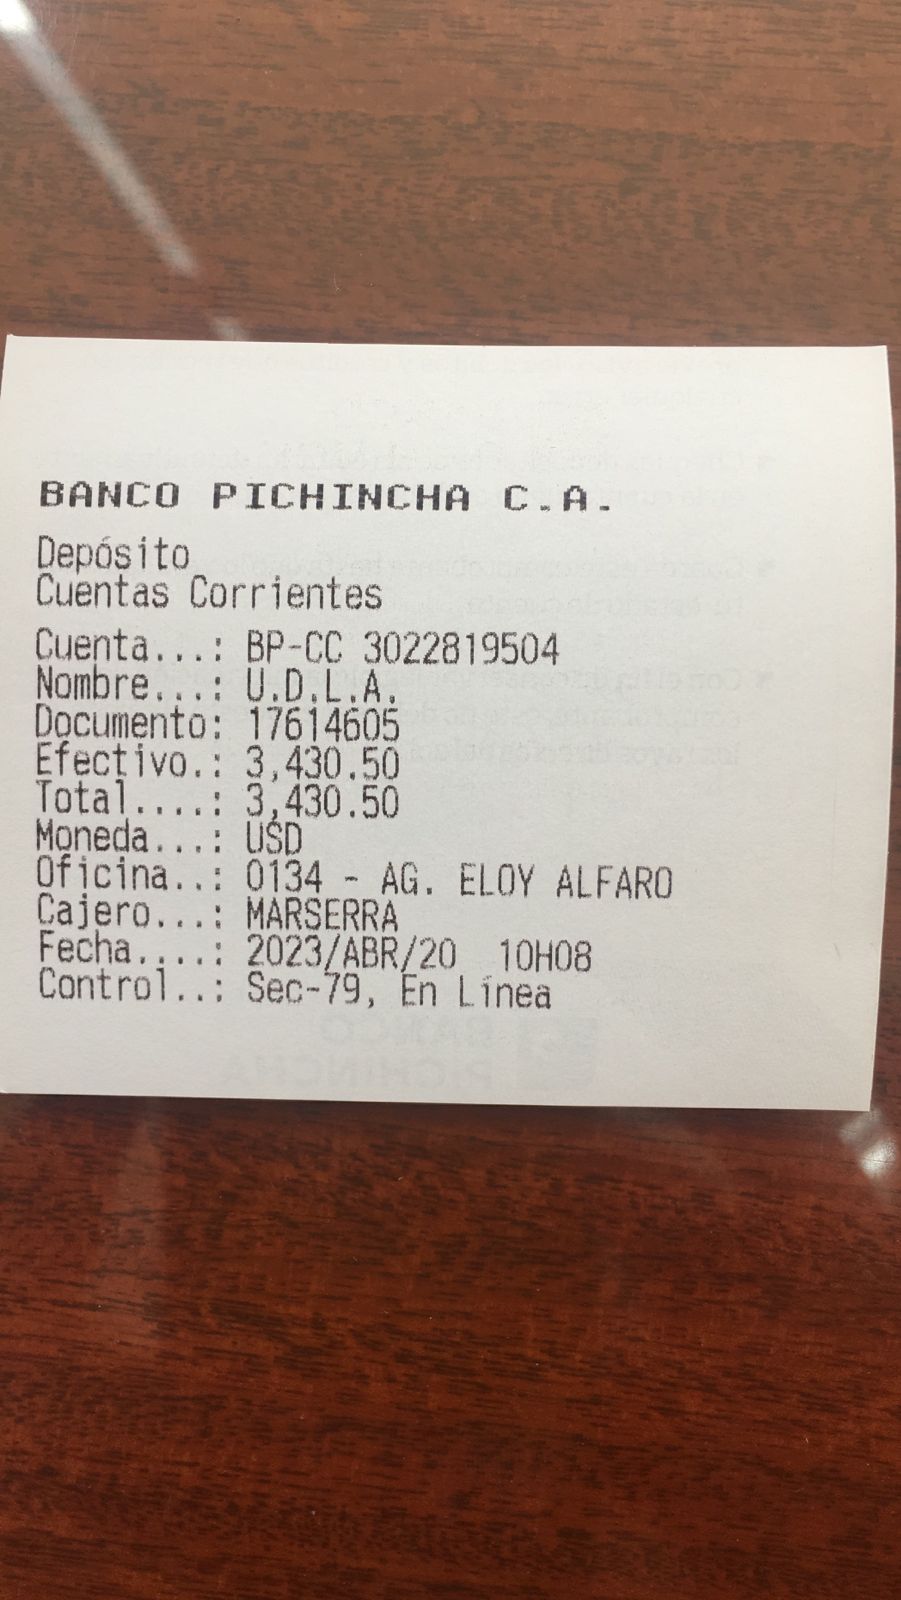 BANCO PICHINCHA C.A.
Depósito
Cuentas Corrientes
Cuenta...: BP-CC 3022819504
Nombre...: U.D.L.A.
Documento: 17614605
Efectivo.: 3,430.50
Total....: 3,430.50
Moneda...: USD
Oficina..: 0134 - AG. ELOY ALFARO
Cajero...: MARSERRA
Fecha....: 2023/ABR/20 10H08
Control..: Sec-79, En Línea
BANCO
PICHINCHA